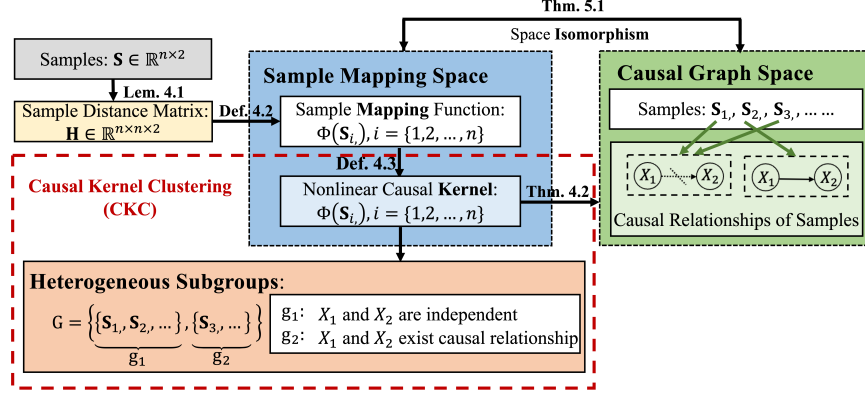 Thm. 5.1
Space Isomorphism
Samples: S ∈ ℝ^{n×2}
Lem. 4.1
Sample Distance Matrix:
H ∈ ℝ^{n×n×2}
Def. 4.2
Sample Mapping Space
Sample Mapping Function:
Φ(S_{i,}), i = {1,2, … , n}
Def. 4.3
Nonlinear Causal Kernel:
Φ(S_{i,}), i = {1,2, … , n}
Thm. 4.2
Causal Graph Space
Samples: S_{1,}, S_{2,}, S_{3,}, … …
X_1 X_2
X_1 X_2
Causal Relationships of Samples
Causal Kernel Clustering
(CKC)
Heterogeneous Subgroups:
G = {{S_{1,}, S_{2,}, … }, {S_{3,}, … }}
g_1 g_2
g_1: X_1 and X_2 are independent
g_2: X_1 and X_2 exist causal relationship